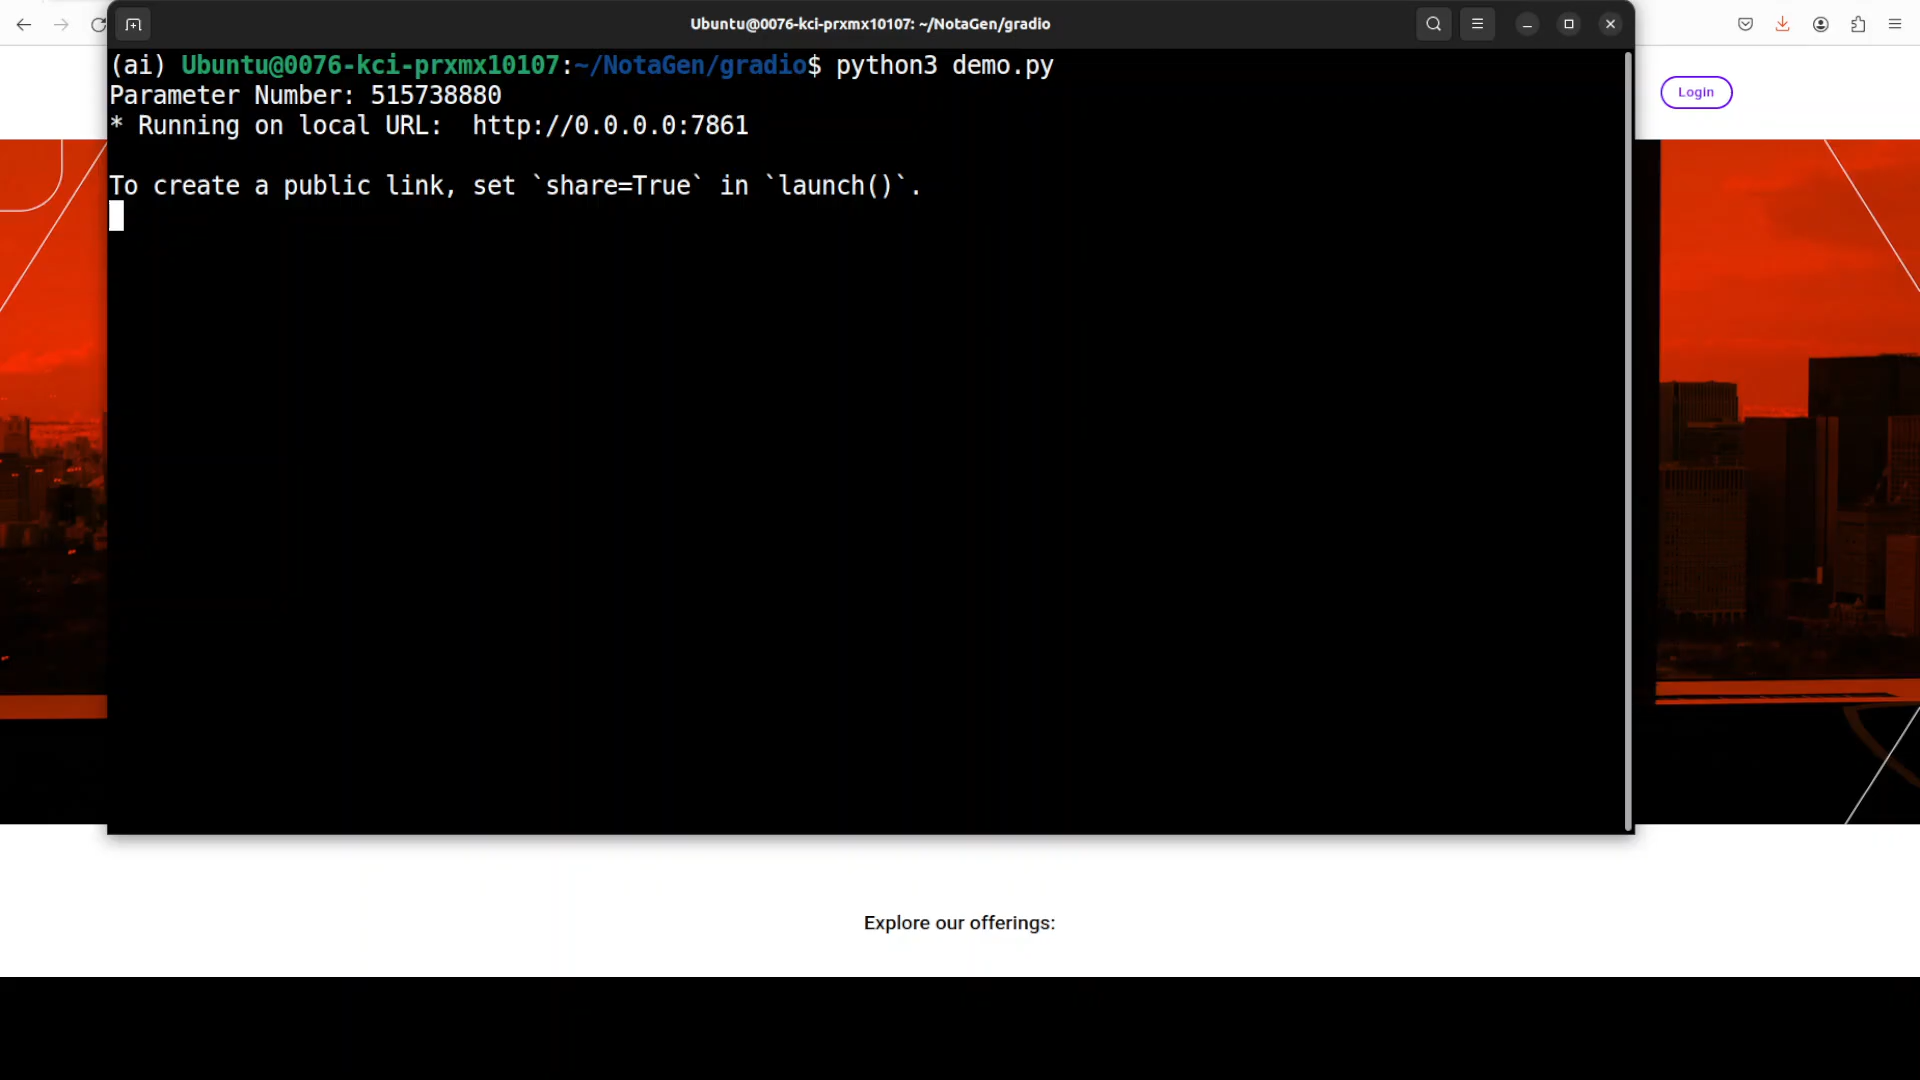 Ubuntu@0076-kci-prxmx10107: ~/NotaGen/gradio
(ai) Ubuntu@0076-kci-prxmx10107:~/NotaGen/gradio$ python3 demo.py
Parameter Number: 515738880
* Running on local URL:  http://0.0.0.0:7861
To create a public link, set `share=True` in `launch()`.
Login
Explore our offerings: